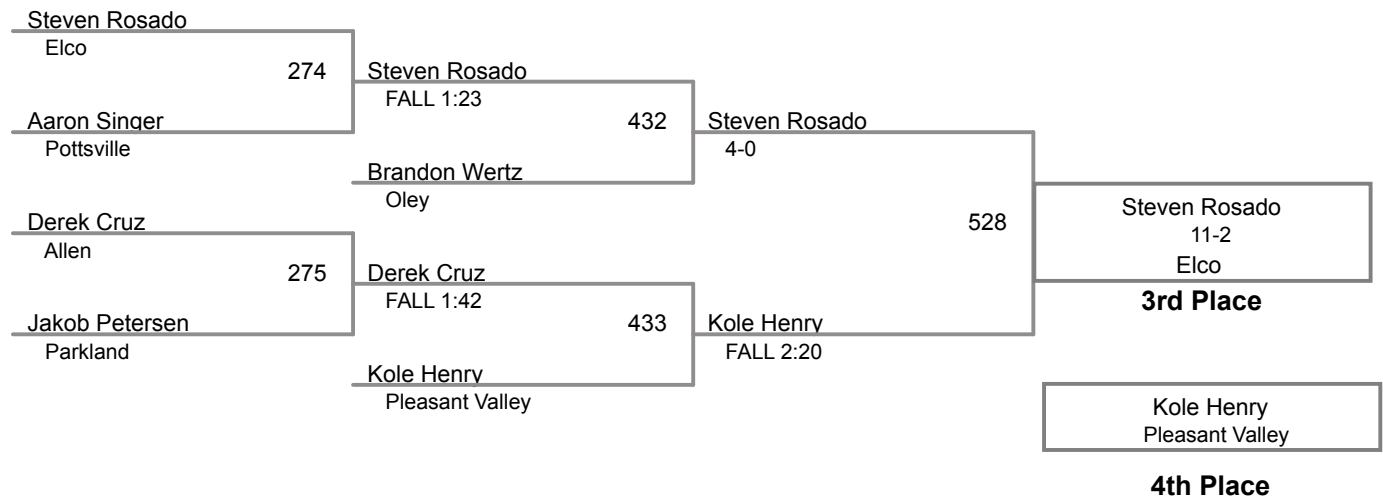 Steven Rosado
Elco
274
Steven Rosado
FALL 1:23
Aaron Singer
Pottsville
432
Steven Rosado
4-0
Brandon Wertz
Oley
Derek Cruz
Allen
275
Derek Cruz
FALL 1:42
Jakob Petersen
Parkland
433
Kole Henry
FALL 2:20
Kole Henry
Pleasant Valley
528
Steven Rosado
11-2
Elco
3rd Place
Kole Henry
Pleasant Valley
4th Place